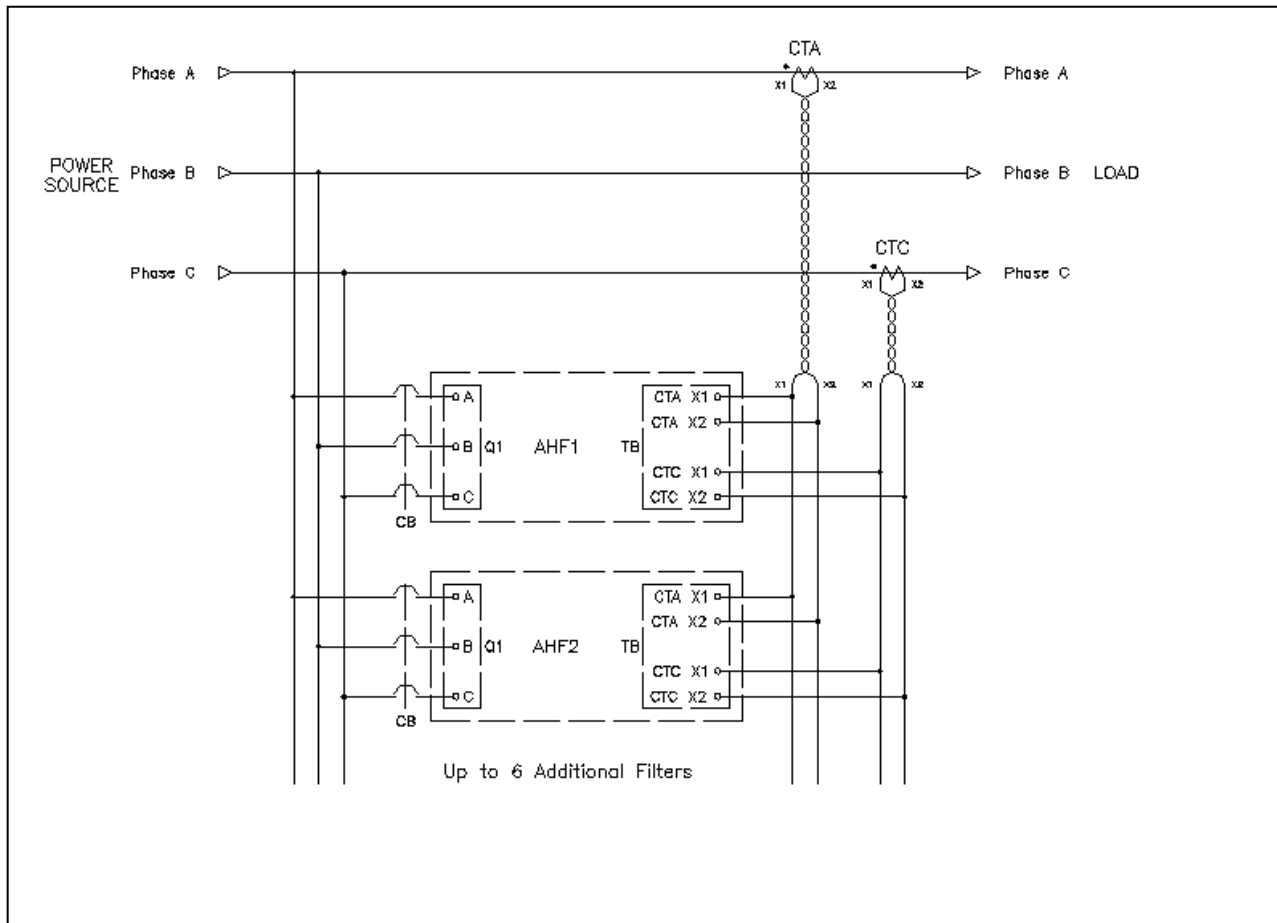 CTA
Phase A
X1 X2
Phase A
POWER SOURCE
Phase B
Phase B LOAD
CTC
Phase C
X1 X2
Phase C
X1 X2 X1 X2
A
CTA X1
CTA X2
B Q1 AHF1 TB
CTC X1
C
CTC X2
CB
A
CTA X1
CTA X2
B Q1 AHF2 TB
CTC X1
C
CTC X2
CB
Up to 6 Additional Filters